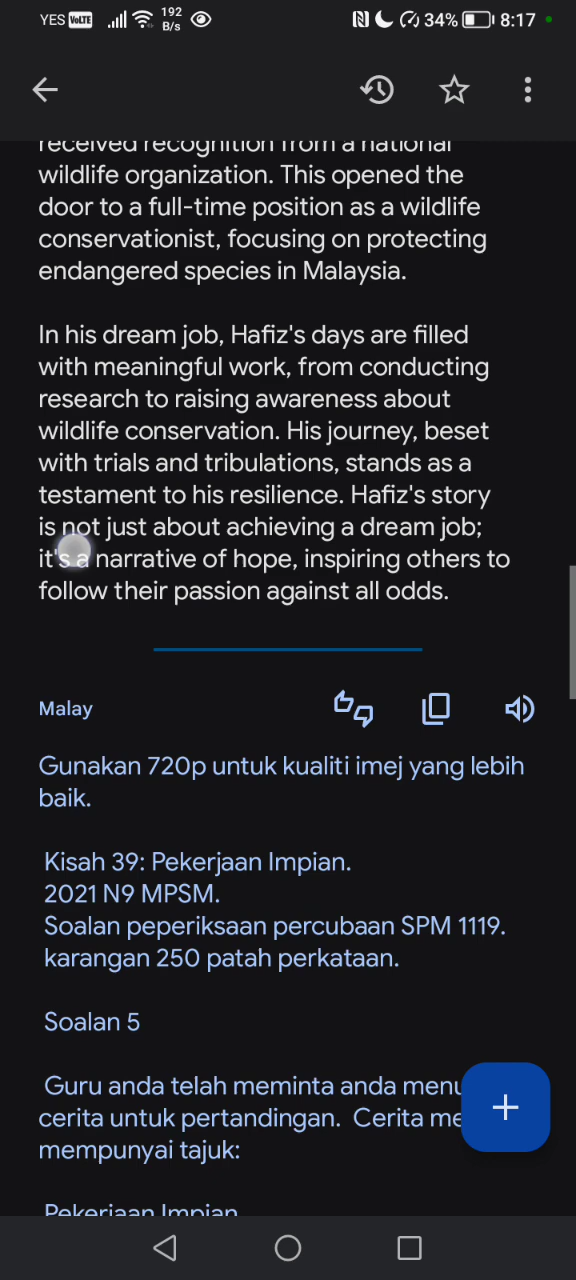 YES VoLTE 192 B/s 34% 8:17
received recognition from a national
wildlife organization. This opened the
door to a full-time position as a wildlife
conservationist, focusing on protecting
endangered species in Malaysia.
In his dream job, Hafiz's days are filled
with meaningful work, from conducting
research to raising awareness about
wildlife conservation. His journey, beset
with trials and tribulations, stands as a
testament to his resilience. Hafiz's story
is not just about achieving a dream job;
it's a narrative of hope, inspiring others to
follow their passion against all odds.
Malay
Gunakan 720p untuk kualiti imej yang lebih
baik.
Kisah 39: Pekerjaan Impian.
2021 N9 MPSM.
Soalan peperiksaan percubaan SPM 1119.
karangan 250 patah perkataan.
Soalan 5
Guru anda telah meminta anda menu
cerita untuk pertandingan. Cerita me
mempunyai tajuk:
Pekerjaan Impian